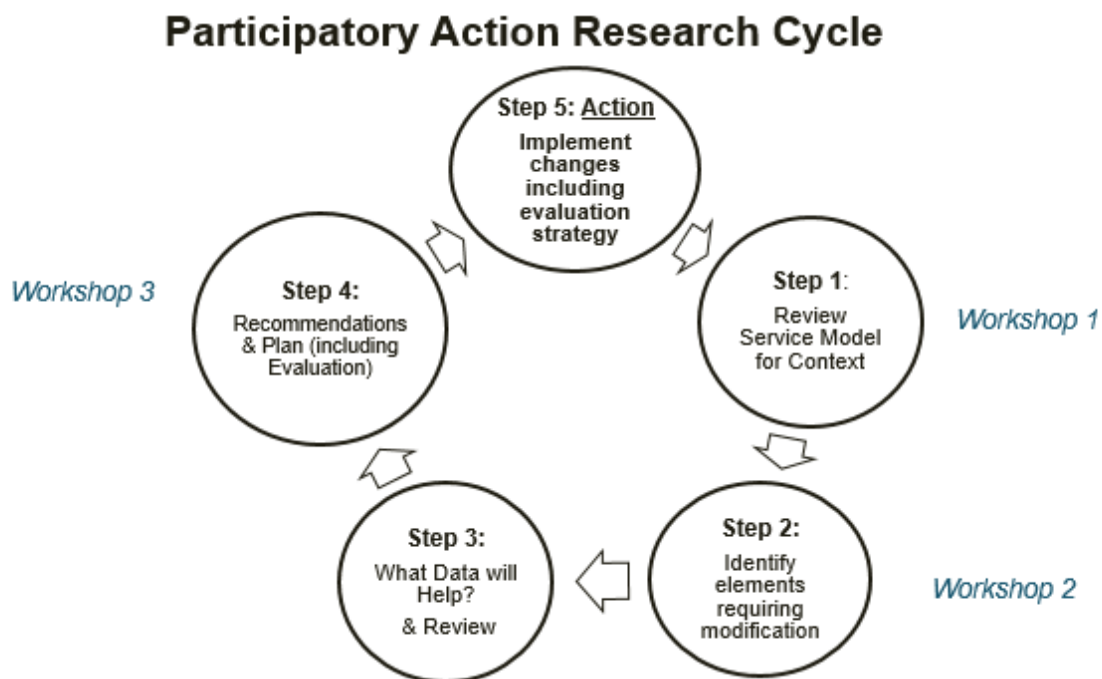 Participatory Action Research Cycle
Step 5: Action
Implement
changes
including
evaluation
strategy
Step 1:
Review
Service Model
for Context
Workshop 1
Step 2:
Identify
elements
requiring
modification
Workshop 2
Step 3:
What Data will
Help?
& Review
Step 4:
Recommendations
& Plan (including
Evaluation)
Workshop 3